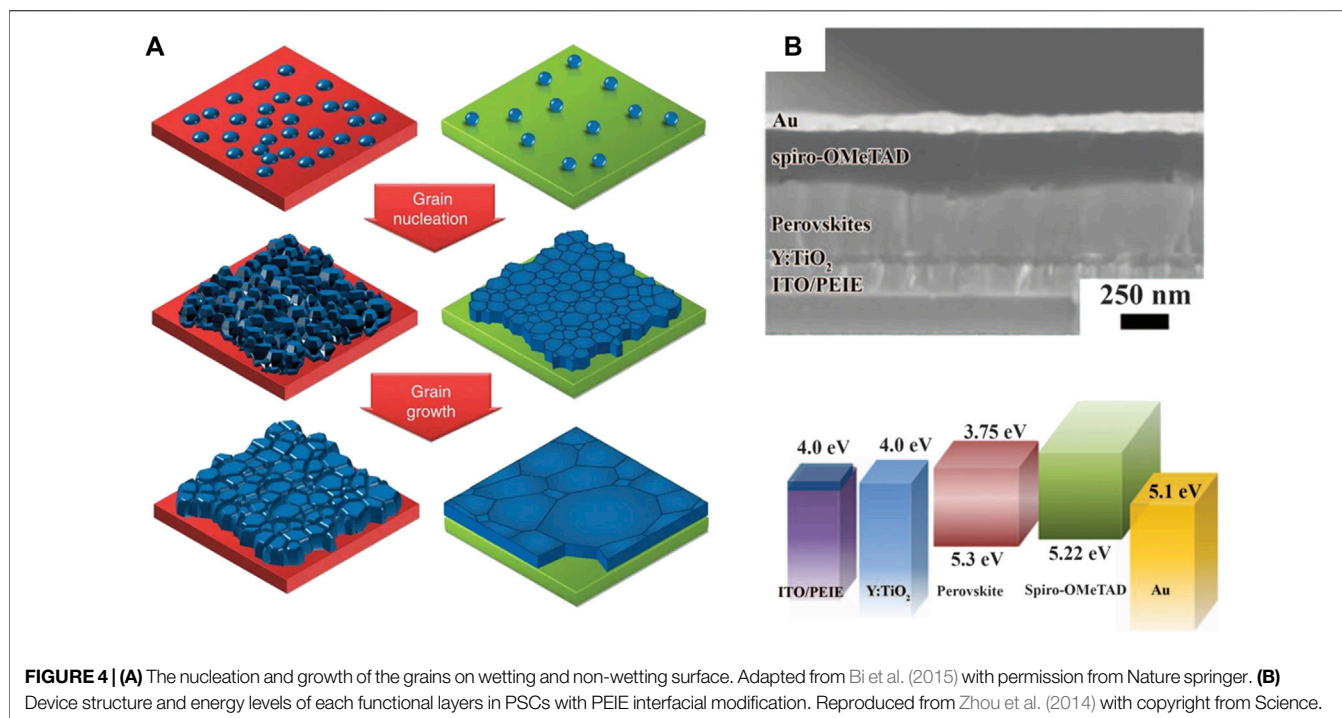 A
Grain
nucleation
Grain
growth
B
Au
spiro-OMeTAD
Perovskites
Y:TiO₂
ITO/PEIE
250 nm
4.0 eV
4.0 eV
3.75 eV
5.1 eV
5.3 eV
5.22 eV
ITO/PEIE
Y:TiO₂
Perovskite
Spiro-OMeTAD
Au
FIGURE 4 | (A) The nucleation and growth of the grains on wetting and non-wetting surface. Adapted from Bi et al. (2015) with permission from Nature springer. (B)
Device structure and energy levels of each functional layers in PSCs with PEIE interfacial modification. Reproduced from Zhou et al. (2014) with copyright from Science.